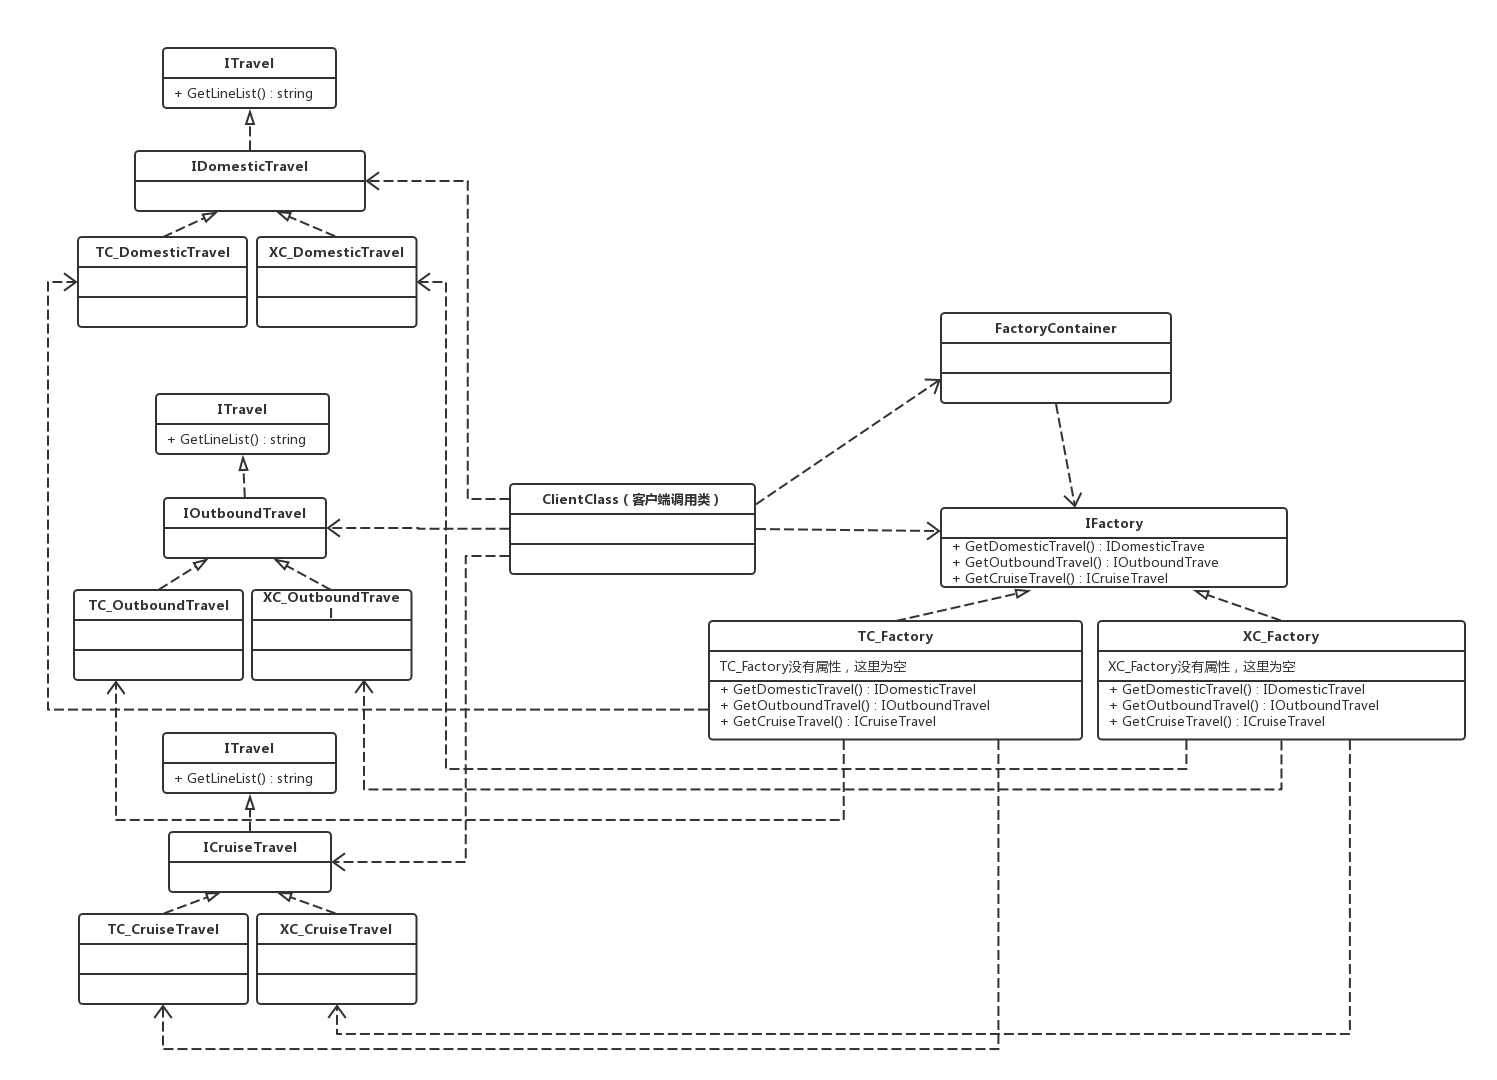 ITravel
+ GetLineList() : string
IDomesticTravel
TC_DomesticTravel
XC_DomesticTravel
ITravel
+ GetLineList() : string
IOutboundTravel
TC_OutboundTravel
XC_OutboundTrave
l
ITravel
+ GetLineList() : string
ICruiseTravel
TC_CruiseTravel
XC_CruiseTravel
ClientClass（客户端调用类）
FactoryContainer
IFactory
+ GetDomesticTravel() : IDomesticTrave
+ GetOutboundTravel() : IOutboundTrave
+ GetCruiseTravel() : ICruiseTravel
TC_Factory
TC_Factory没有属性，这里为空
+ GetDomesticTravel() : IDomesticTravel
+ GetOutboundTravel() : IOutboundTravel
+ GetCruiseTravel() : ICruiseTravel
XC_Factory
XC_Factory没有属性，这里为空
+ GetDomesticTravel() : IDomesticTravel
+ GetOutboundTravel() : IOutboundTravel
+ GetCruiseTravel() : ICruiseTravel